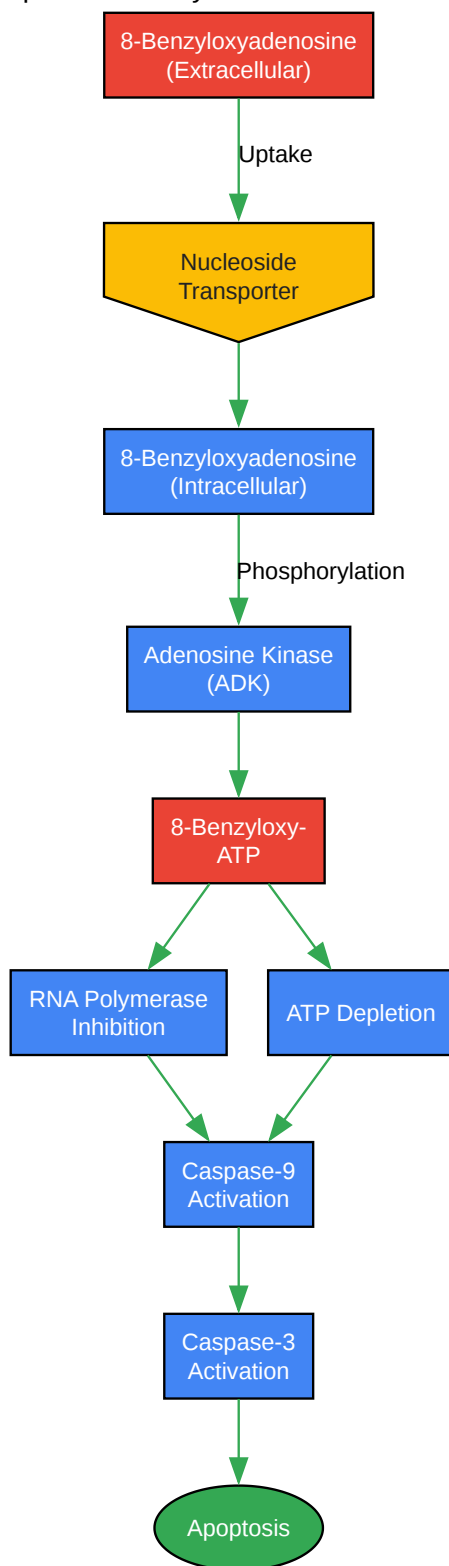 8-Benzyloxyadenosine
(Extracellular)
Uptake
Nucleoside
Transporter
8-Benzyloxyadenosine
(Intracellular)
Phosphorylation
Adenosine Kinase
(ADK)
8-Benzyloxy-
ATP
RNA Polymerase
Inhibition
ATP Depletion
Caspase-9
Activation
Caspase-3
Activation
Apoptosis